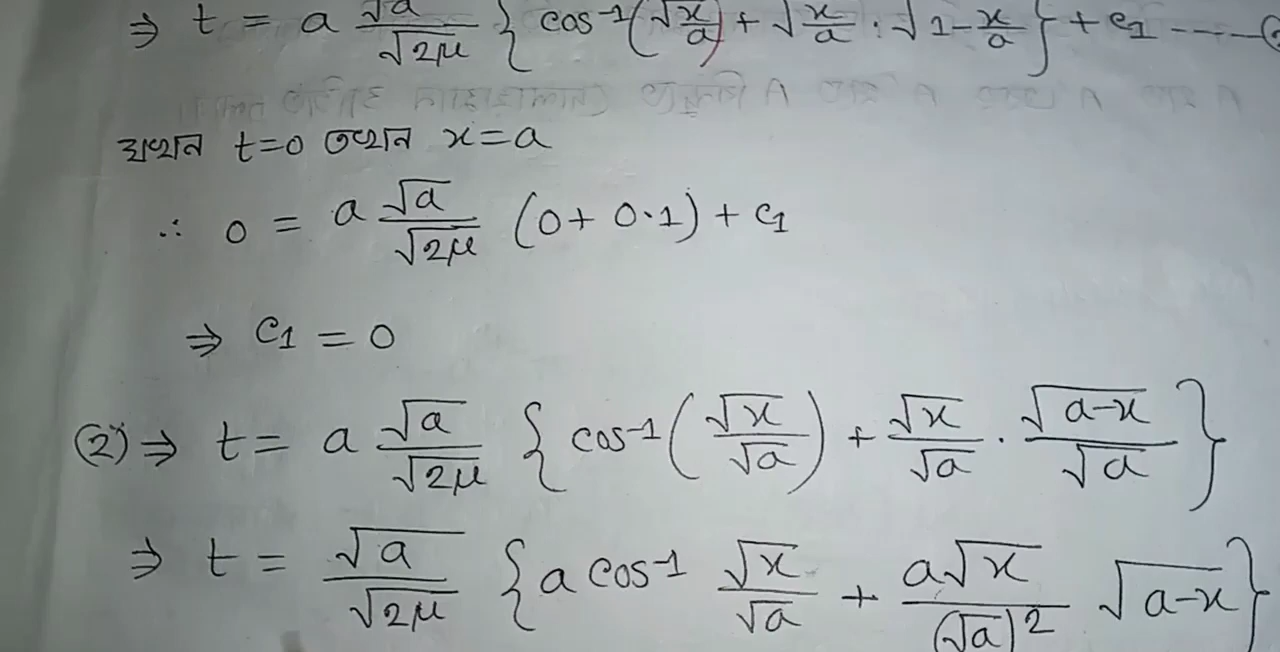 ⇒ t = a √a/√2μ { cos⁻¹(√x/a) + √x/a · √1-x/a } + c₁ -----
যখন t=0 তখন x=a
∴ 0 = a √a/√2μ (0+ 0·1) + c₁
⇒ c₁ = 0
(2) ⇒ t = a √a/√2μ { cos⁻¹(√x/√a) + √x/√a · √a-x/√a }
⇒ t = √a/√2μ { a cos⁻¹ √x/√a + a√x/(√a)² √a-x }